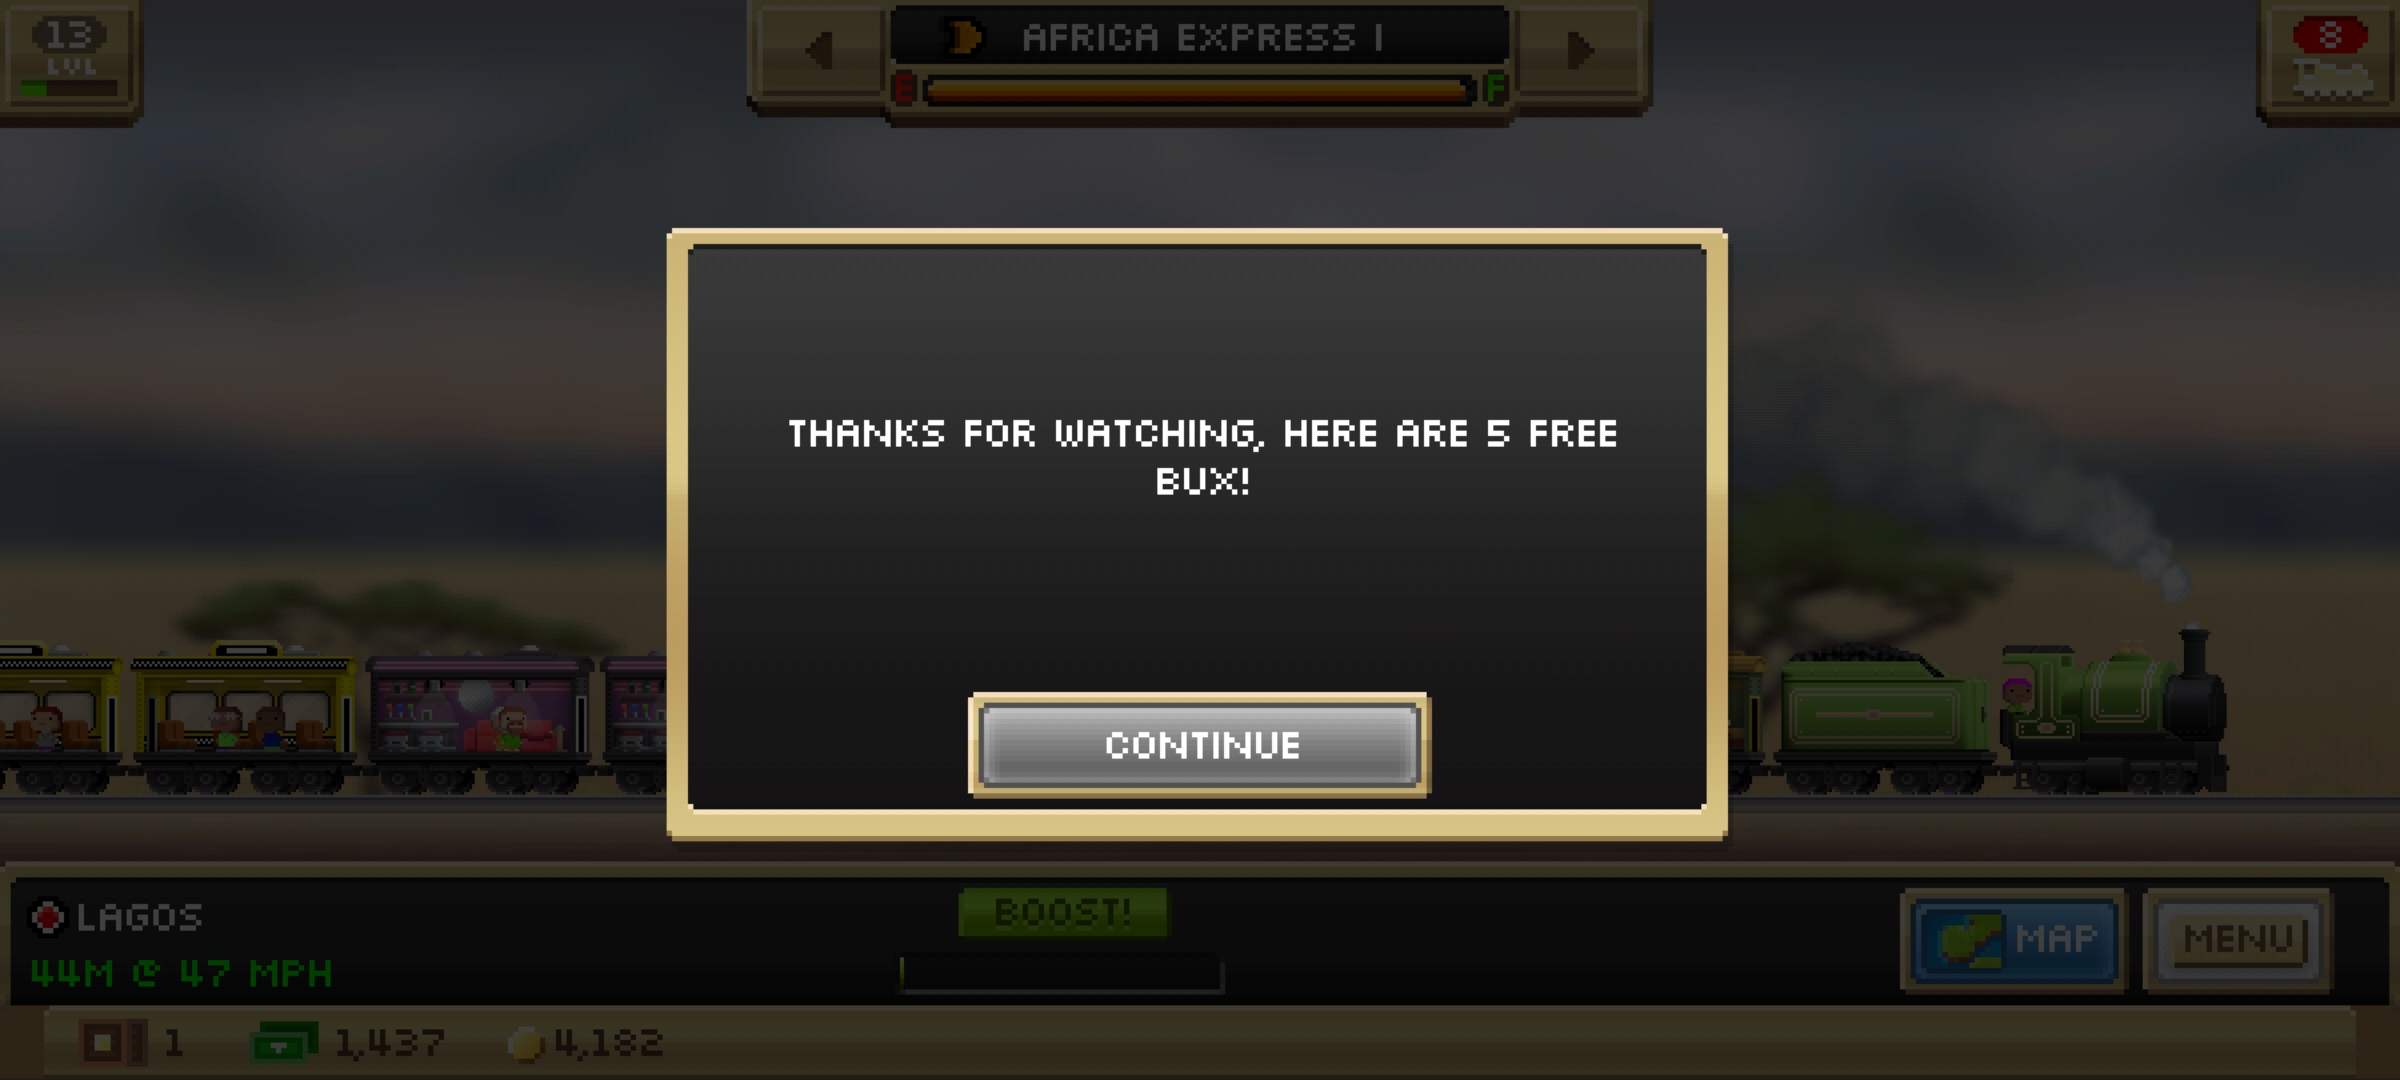 13
LVL
AFRICA EXPRESS I
E F
8
THANKS FOR WATCHING, HERE ARE 5 FREE
BUX!
CONTINUE
LAGOS
44M @ 47 MPH
BOOST!
MAP
MENU
1 1,437 4,182